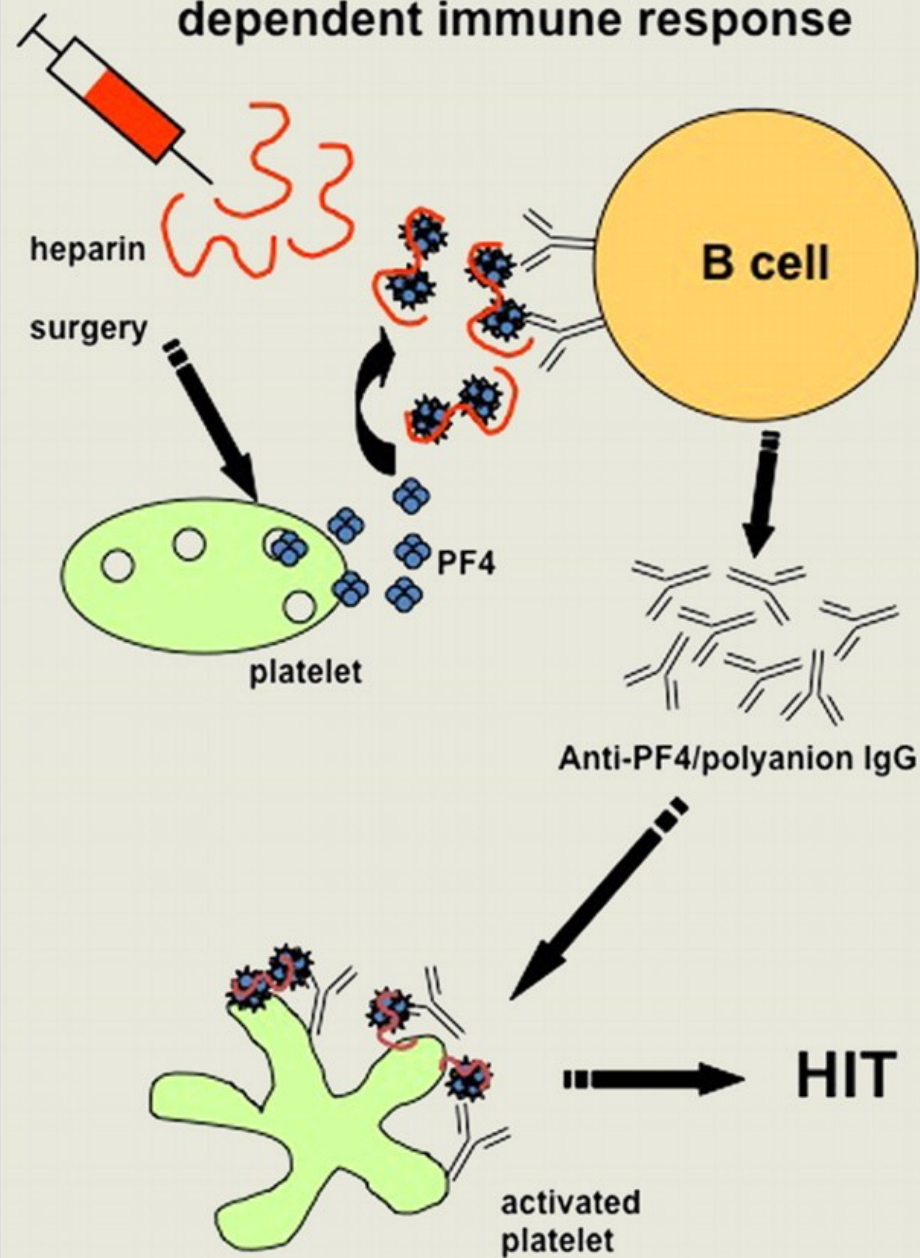 dependent immune response
heparin
surgery
B cell
PF4
platelet
Anti-PF4/polyanion IgG
HIT
activated
platelet